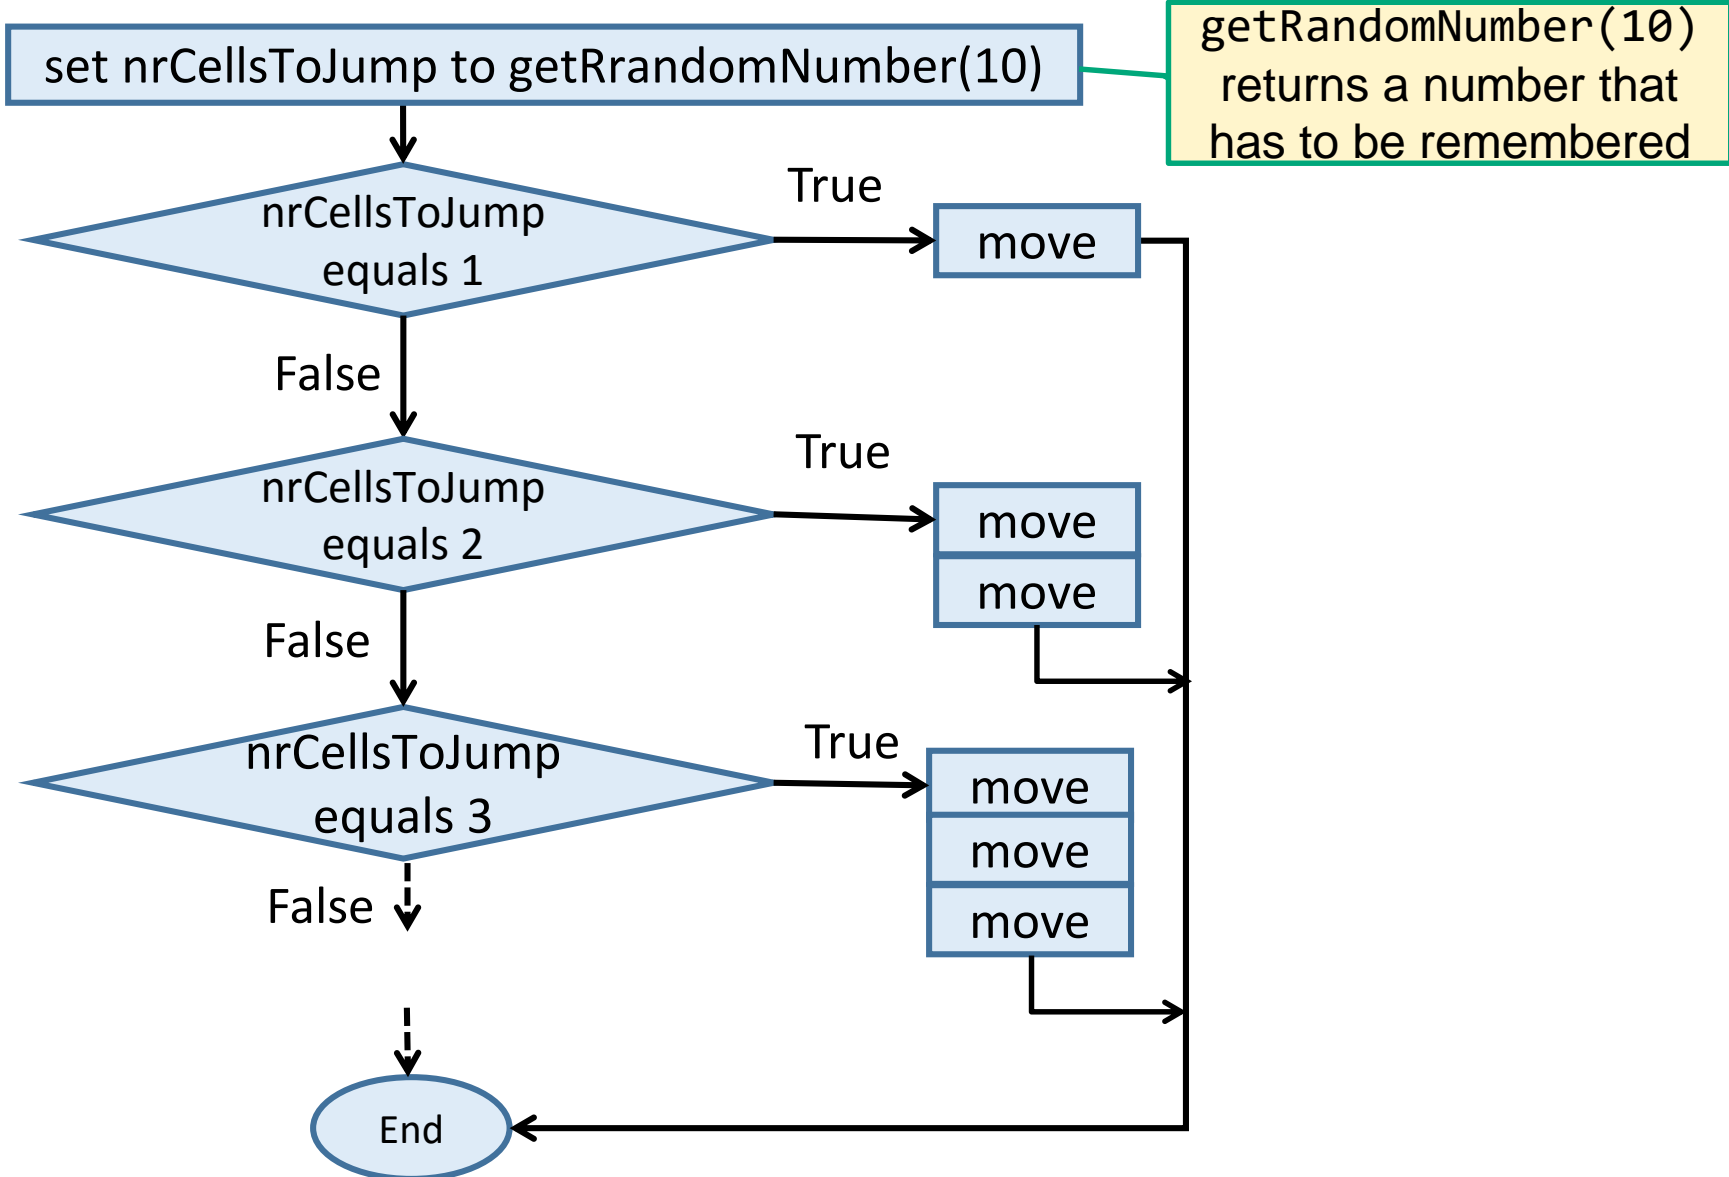 set nrCellsToJump to getRrandomNumber(10)
getRandomNumber(10)
returns a number that
has to be remembered
nrCellsToJump
equals 1
True
move
False
nrCellsToJump
equals 2
True
move
move
False
nrCellsToJump
equals 3
True
move
move
move
False
End